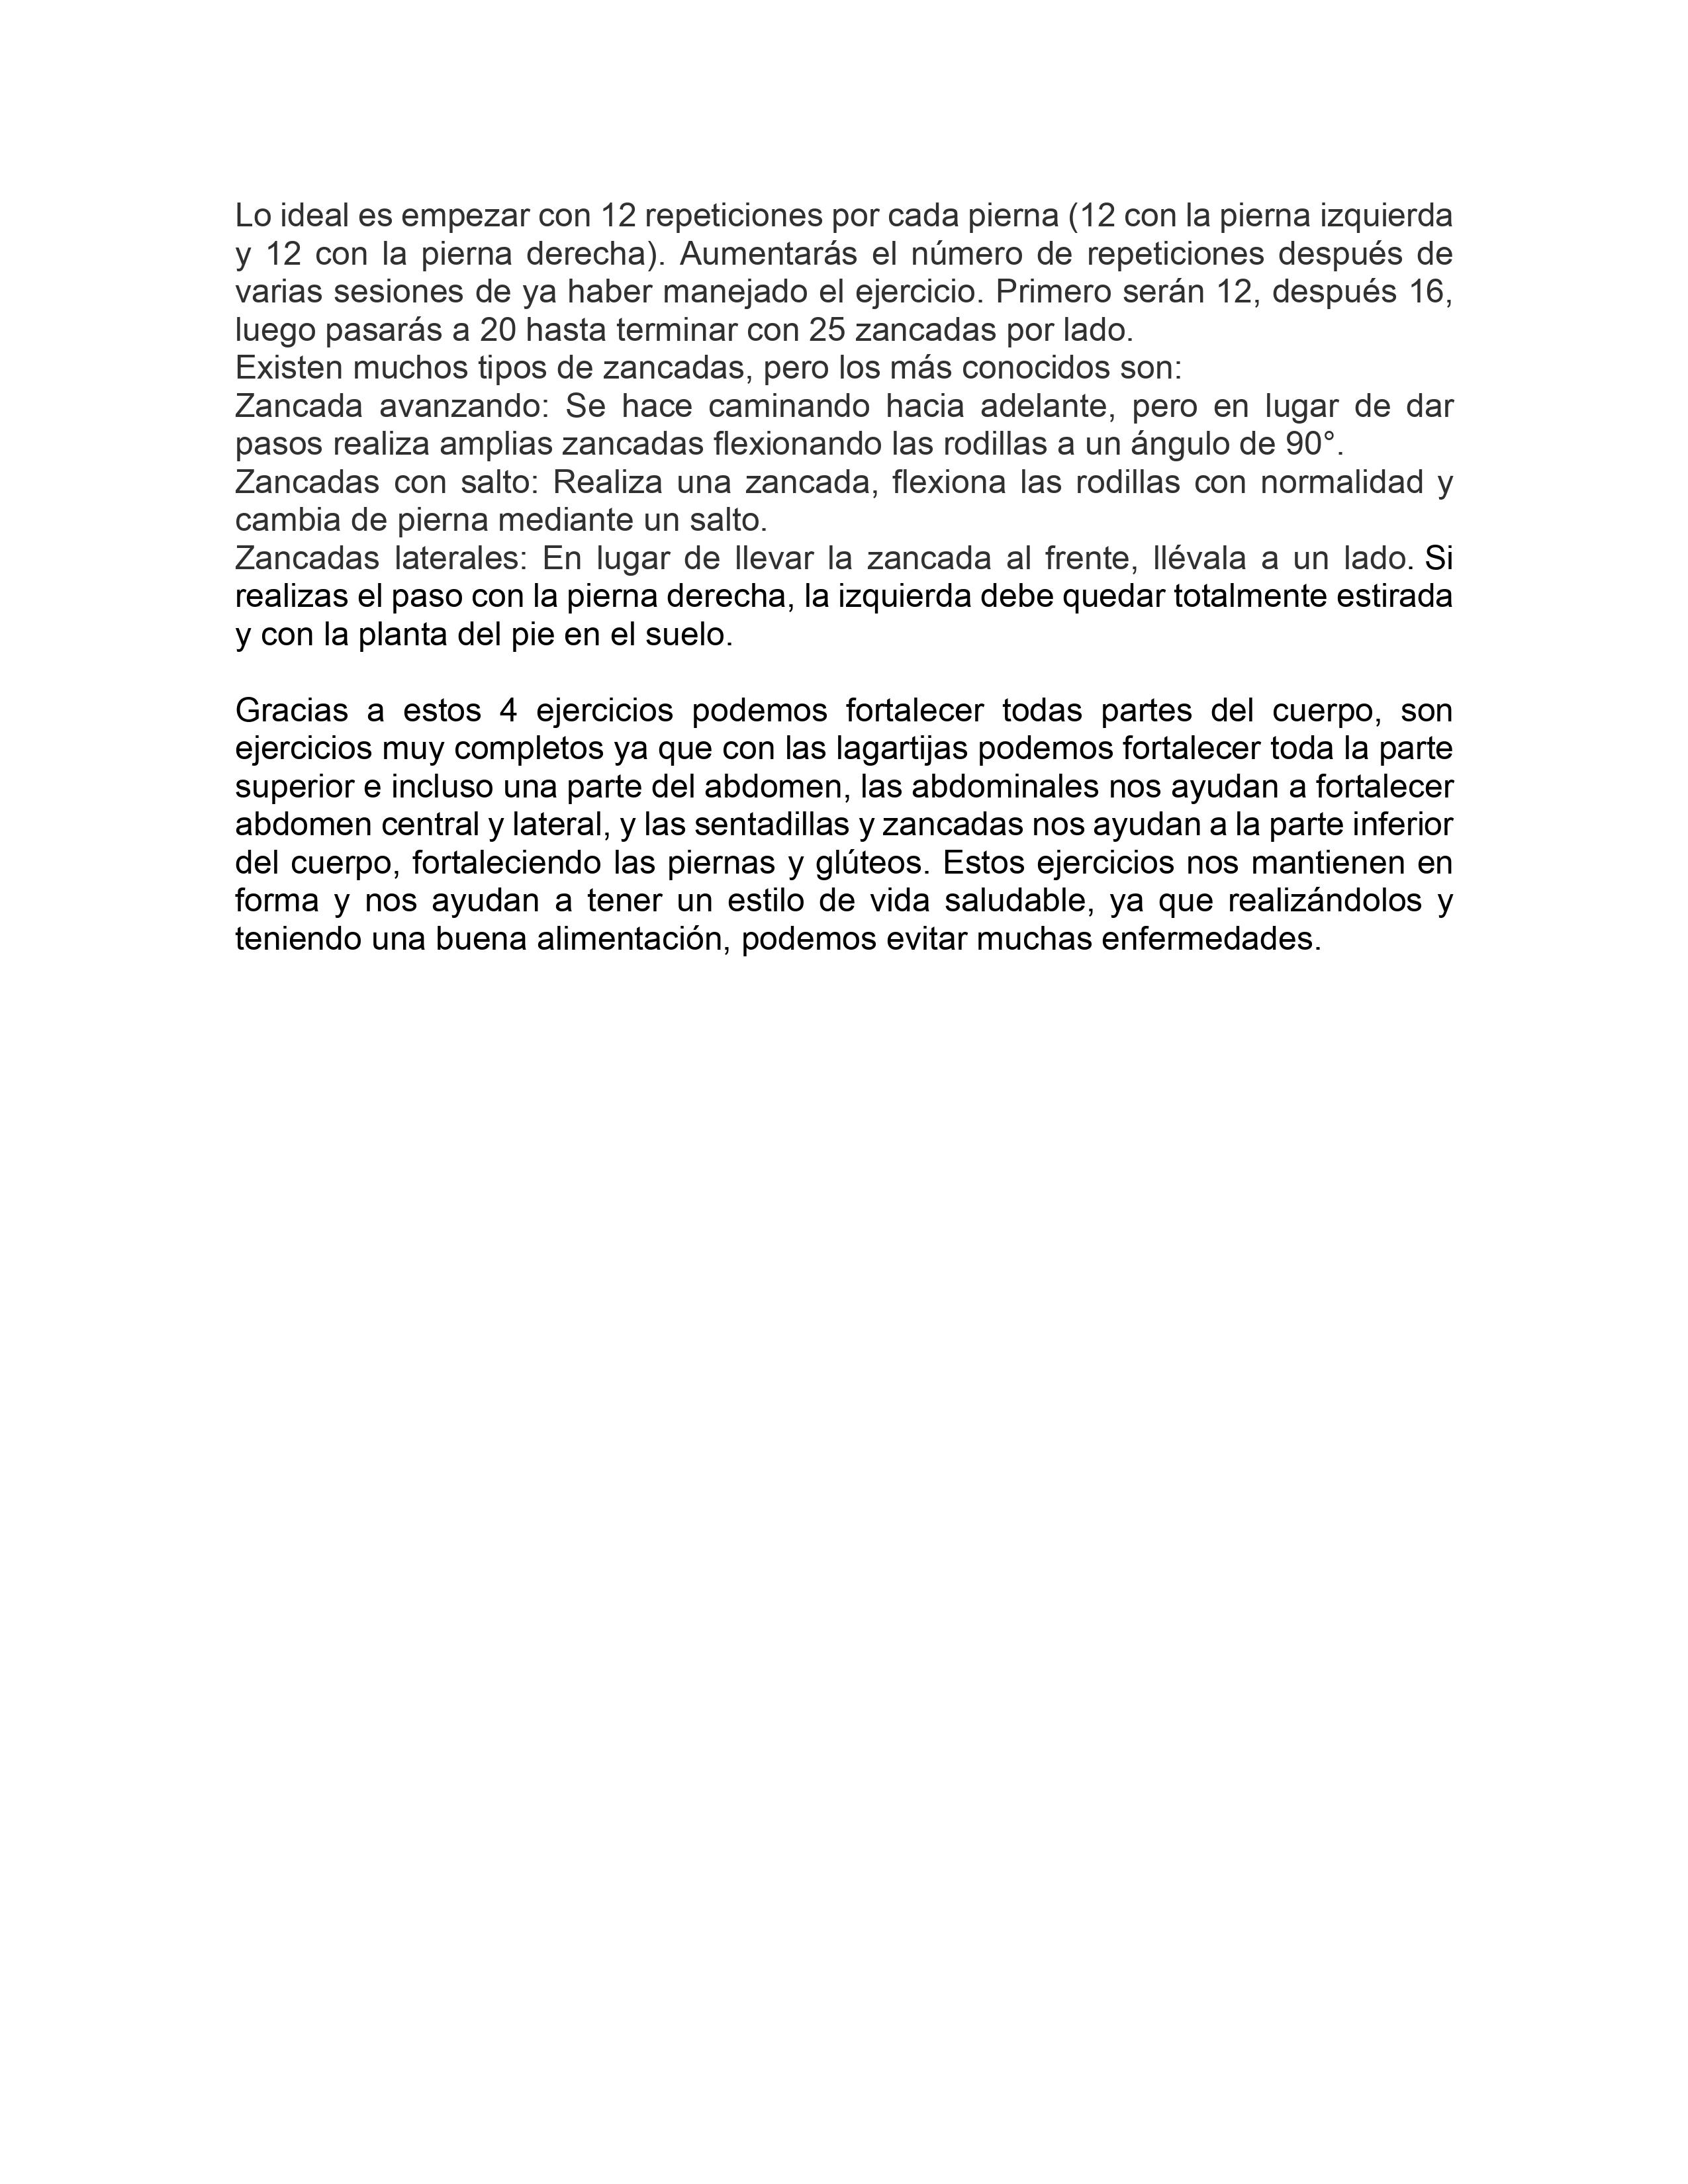 Lo ideal es empezar con 12 repeticiones por cada pierna (12 con la pierna izquierda
y 12 con la pierna derecha). Aumentarás el número de repeticiones después de
varias sesiones de ya haber manejado el ejercicio. Primero serán 12, después 16,
luego pasarás a 20 hasta terminar con 25 zancadas por lado.
Existen muchos tipos de zancadas, pero los más conocidos son:
Zancada avanzando: Se hace caminando hacia adelante, pero en lugar de dar
pasos realiza amplias zancadas flexionando las rodillas a un ángulo de 90°.
Zancadas con salto: Realiza una zancada, flexiona las rodillas con normalidad y
cambia de pierna mediante un salto.
Zancadas laterales: En lugar de llevar la zancada al frente, llévala a un lado. Si
realizas el paso con la pierna derecha, la izquierda debe quedar totalmente estirada
y con la planta del pie en el suelo.
Gracias a estos 4 ejercicios podemos fortalecer todas partes del cuerpo, son
ejercicios muy completos ya que con las lagartijas podemos fortalecer toda la parte
superior e incluso una parte del abdomen, las abdominales nos ayudan a fortalecer
abdomen central y lateral, y las sentadillas y zancadas nos ayudan a la parte inferior
del cuerpo, fortaleciendo las piernas y glúteos. Estos ejercicios nos mantienen en
forma y nos ayudan a tener un estilo de vida saludable, ya que realizándolos y
teniendo una buena alimentación, podemos evitar muchas enfermedades.